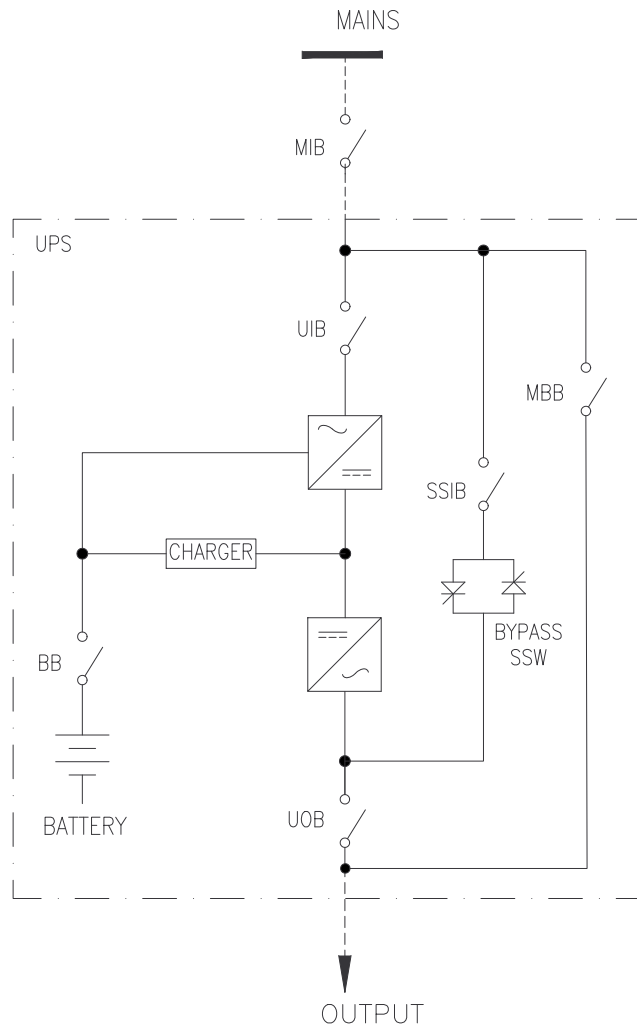 MAINS
MIB
UPS
UIB
MBB
SSIB
CHARGER
BYPASS
SSW
BB
BATTERY
UOB
OUTPUT